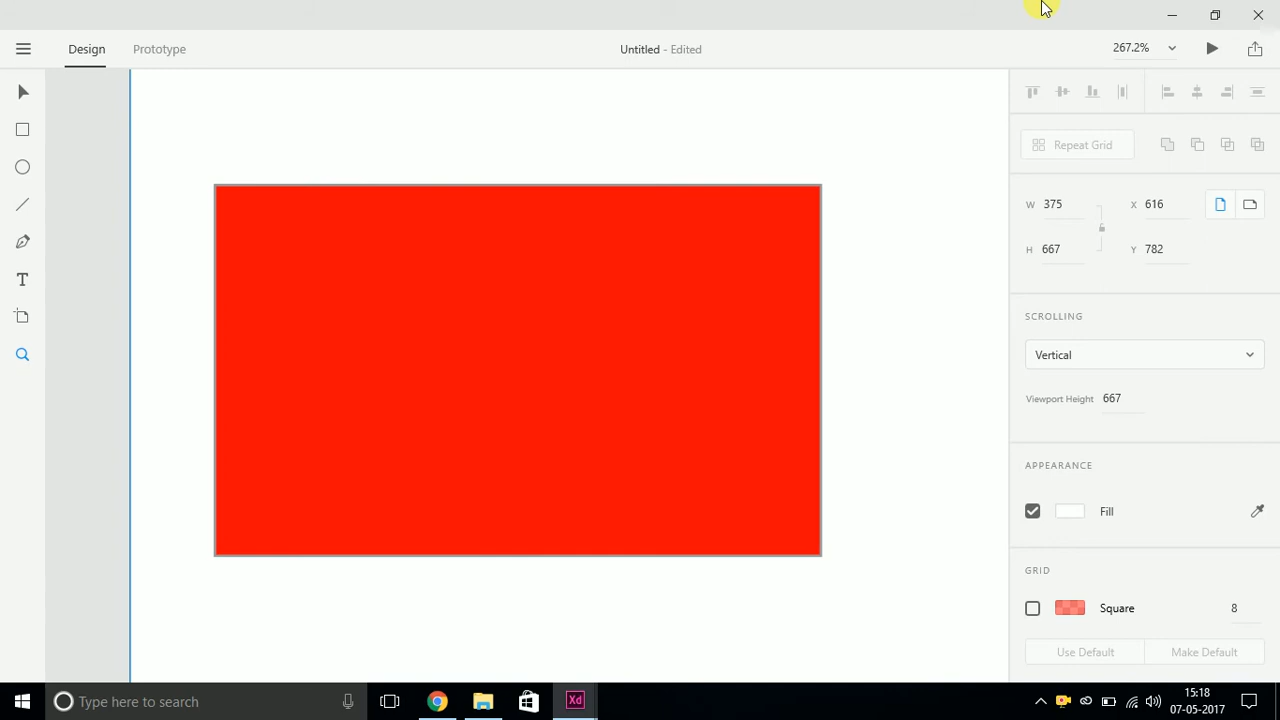 Design
Prototype
Untitled - Edited
267.2%
T
Repeat Grid
W 375
X 616
H 667
Y 782
SCROLLING
Vertical
Viewport Height 667
APPEARANCE
Fill
GRID
Square 8
Use Default
Make Default
Type here to search
Xd
15:18
07-05-2017